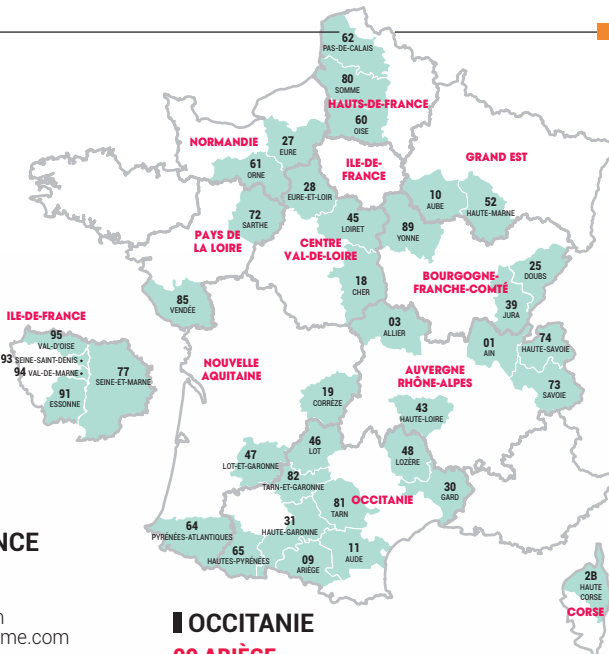 62
PAS-DE-CALAIS
80
SOMME
HAUTS-DE-FRANCE
60
OISE
NORMANDIE
27
EURE
61
ORNE
ILE-DE-
FRANCE
GRAND EST
28
EURE-ET-LOIR
10
AUBE
52
HAUTE-MARNE
72
SARTHE
45
LOIRET
89
YONNE
PAYS DE
LA LOIRE
CENTRE
VAL-DE-LOIRE
18
CHER
BOURGOGNE-
FRANCHE-COMTÉ
25
DOUBS
39
JURA
85
VENDÉE
ILE-DE-FRANCE
95
VAL-D'OISE
93 SEINE-SAINT-DENIS
94 VAL-DE-MARNE
77
SEINE-ET-MARNE
91
ESSONNE
03
ALLIER
01
AIN
74
HAUTE-SAVOIE
73
SAVOIE
NOUVELLE
AQUITAINE
AUVERGNE
RHÔNE-ALPES
19
CORRÈZE
43
HAUTE-LOIRE
46
LOT
47
LOT-ET-GARONNE
48
LOZÈRE
82
TARN-ET-GARONNE
30
GARD
81
TARN
OCCITANIE
31
HAUTE-GARONNE
64
PYRÉNÉES-ATLANTIQUES
65
HAUTES-PYRÉNÉES
09
ARIÈGE
11
AUDE
2B
HAUTE
CORSE
CORSE
NCE
me.com
OCCITANIE
09 ARIÈGE